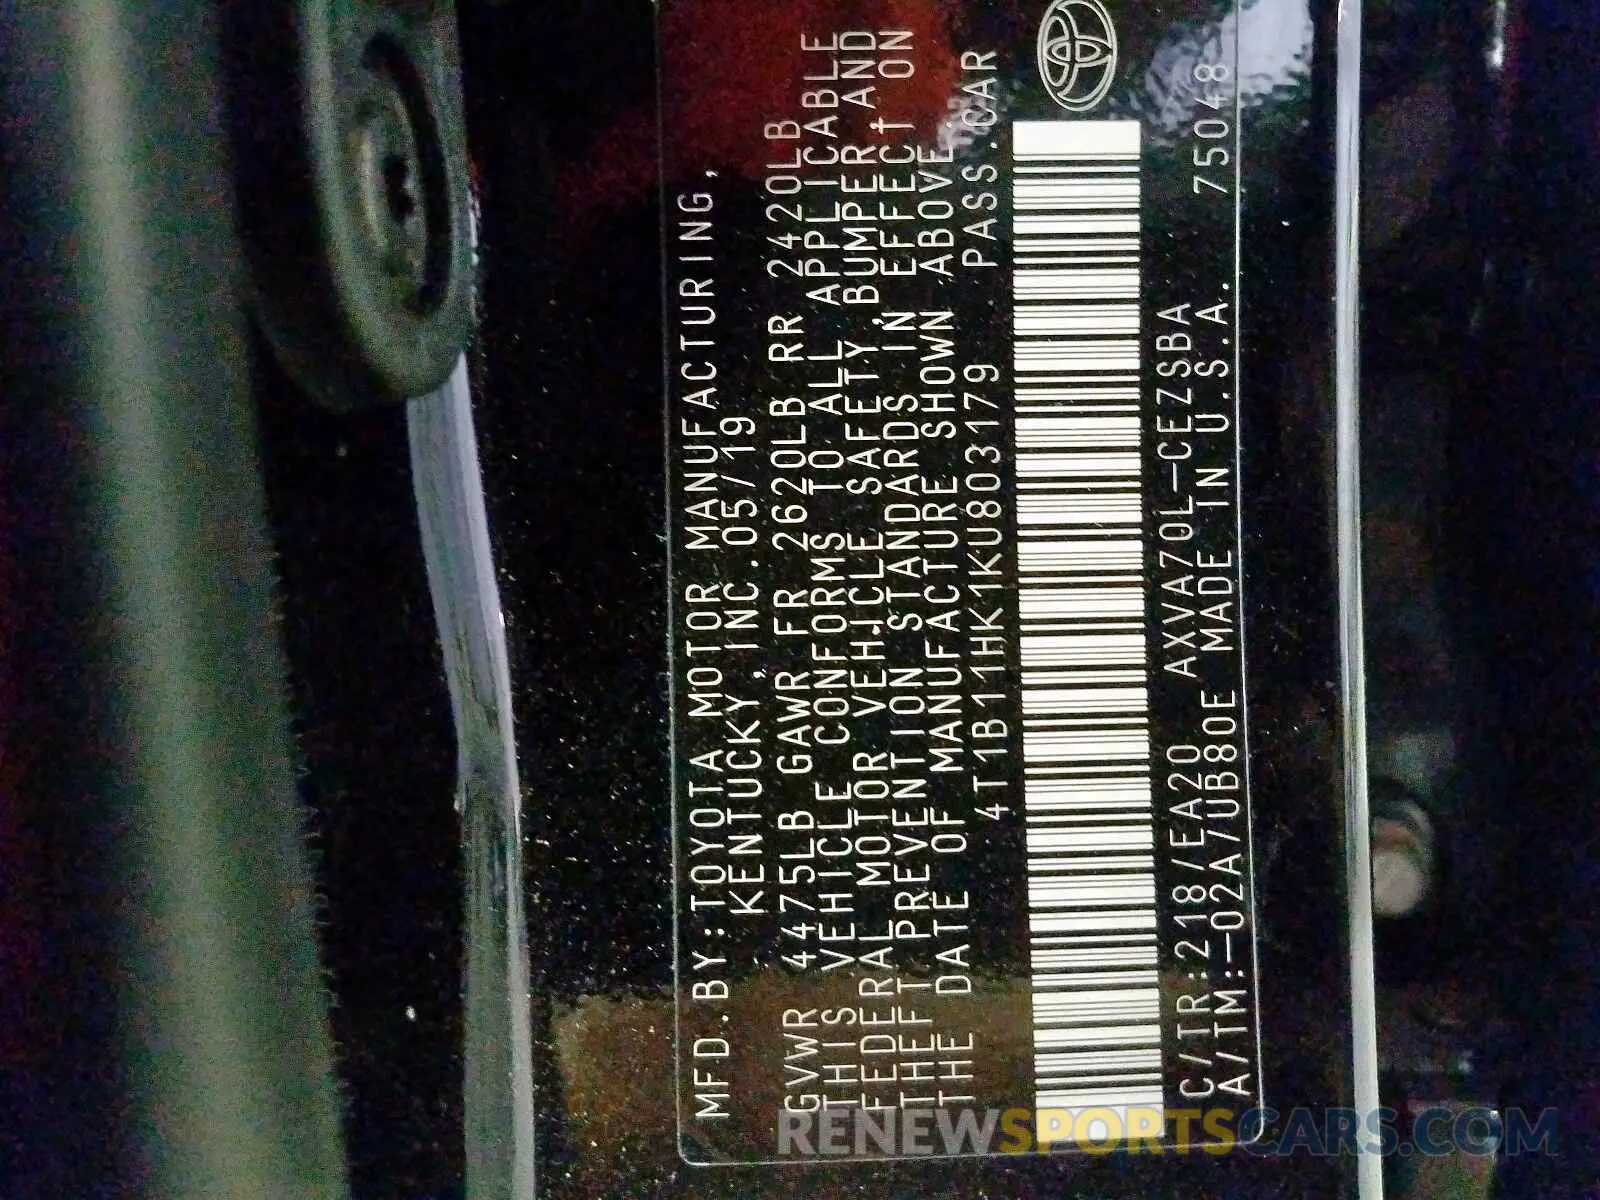 MFD.BY:TOYOTA MOTOR MANUFACTURING,
KENTUCKY, INC.05/19
GVWR 4475LB GAWR FR 2620LB RR 2420LB
THIS VEHICLE CONFORMS TO ALL APPLICABLE
FEDERAL MOTOR VEHICLE SAFETY, BUMPER AND
THEFT PREVENTION STANDARDS IN EFFECT ON
THE DATE OF MANUFACTURE SHOWN ABOVE.
4T1B11HK1KU803179 PASS.CAR
C/TR:218/EA20 AXVA70L-CEZSBA
A/TM:-02A/UB80E MADE IN U.S.A. 75048
RENEWSPORTSCARS.COM